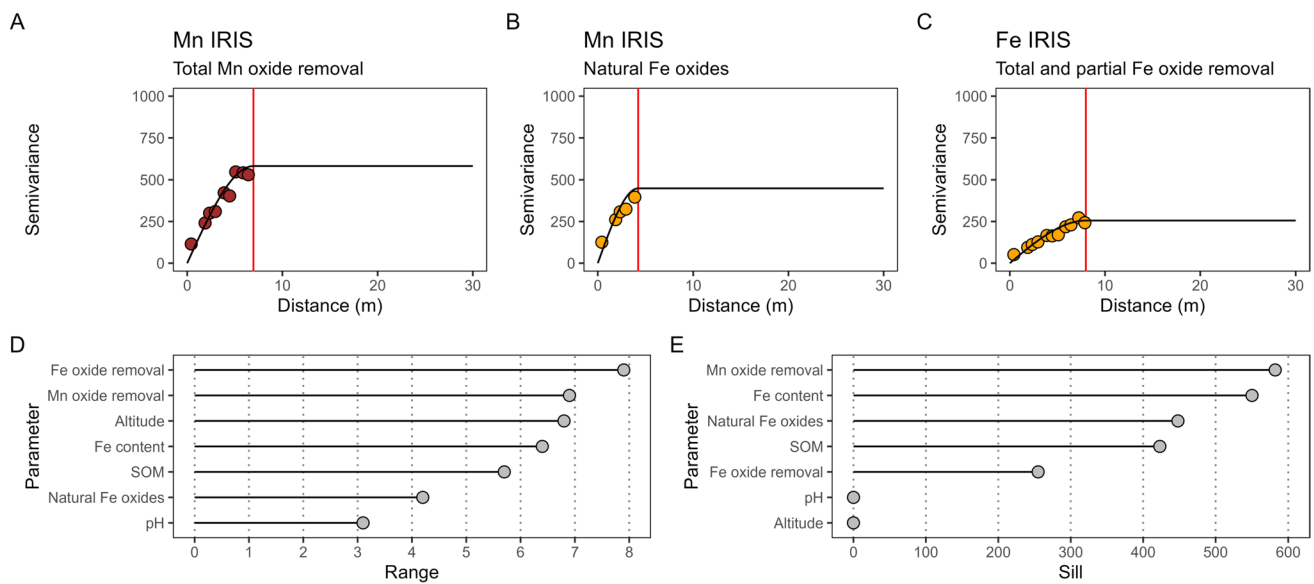 A
Mn IRIS
Total Mn oxide removal
1000
750
500
250
0
Semivariance
0 10 20 30
Distance (m)
B
Mn IRIS
Natural Fe oxides
1000
750
500
250
0
Semivariance
0 10 20 30
Distance (m)
C
Fe IRIS
Total and partial Fe oxide removal
1000
750
500
250
0
Semivariance
0 10 20 30
Distance (m)
D
Parameter
Fe oxide removal
Mn oxide removal
Altitude
Fe content
SOM
Natural Fe oxides
pH
0 1 2 3 4 5 6 7 8
Range
E
Parameter
Mn oxide removal
Fe content
Natural Fe oxides
SOM
Fe oxide removal
pH
Altitude
0 100 200 300 400 500 600
Sill